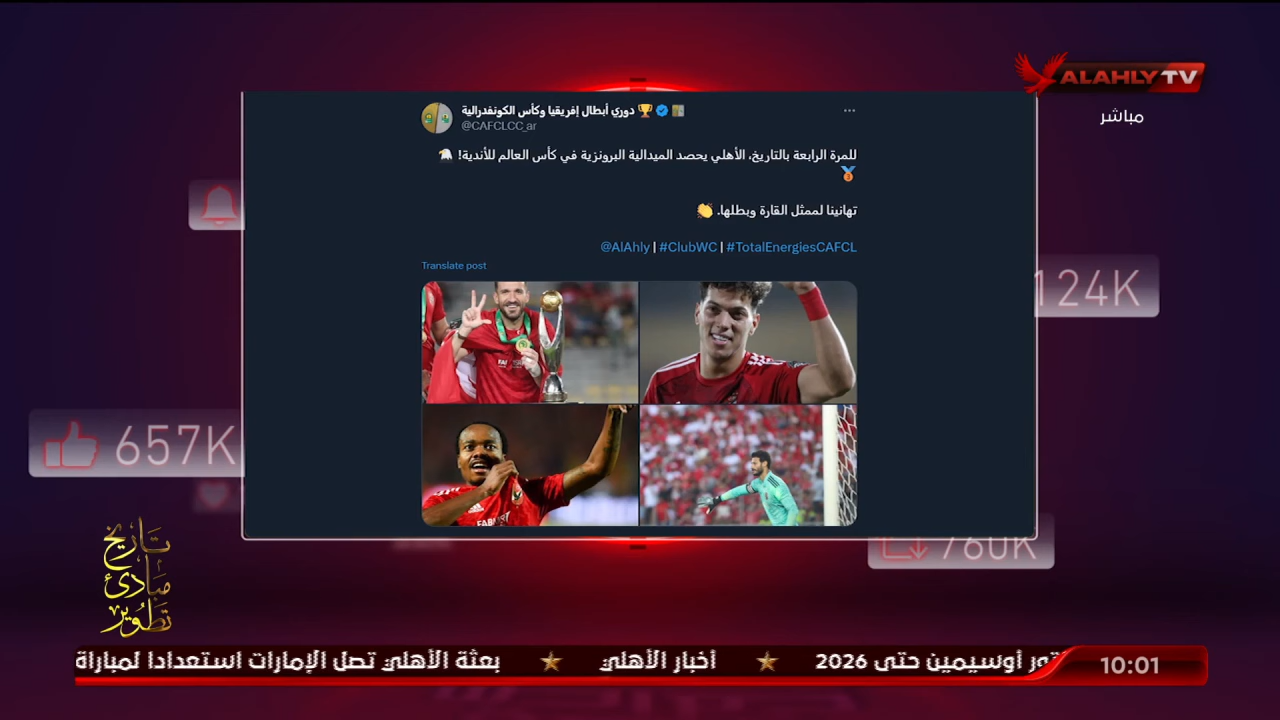 ALAHLY TV
مباشر
دوري أبطال إفريقيا وكأس الكونفدرالية
@CAFCLCC_ar
للمرة الرابعة بالتاريخ، الأهلي يحصد الميدالية البرونزية في كأس العالم للأندية!
تهانينا لممثل القارة وبطلها.
@AlAhly | #ClubWC | #TotalEnergiesCAFCL
Translate post
124K
657K
760K
تاريخ
مبادئ
تطوير
أوسيمين حتى 2026 ★ أخبار الأهلي ★ بعثة الأهلي تصل الإمارات استعدادا لمباراة
10:01